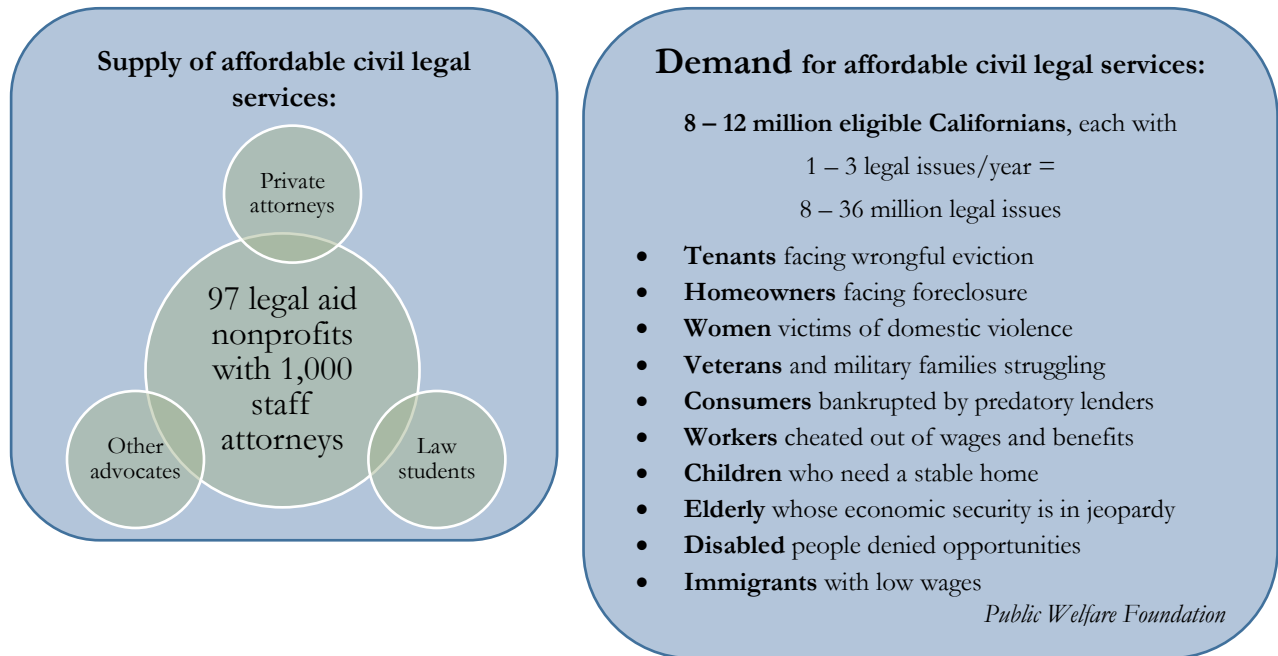 Supply of affordable civil legal
services:
Private
attorneys
97 legal aid
nonprofits
with 1,000
staff
attorneys
Other
advocates
Law
students
Demand for affordable civil legal services:
8 – 12 million eligible Californians, each with
1 – 3 legal issues/year =
8 – 36 million legal issues
• Tenants facing wrongful eviction
• Homeowners facing foreclosure
• Women victims of domestic violence
• Veterans and military families struggling
• Consumers bankrupted by predatory lenders
• Workers cheated out of wages and benefits
• Children who need a stable home
• Elderly whose economic security is in jeopardy
• Disabled people denied opportunities
• Immigrants with low wages
Public Welfare Foundation